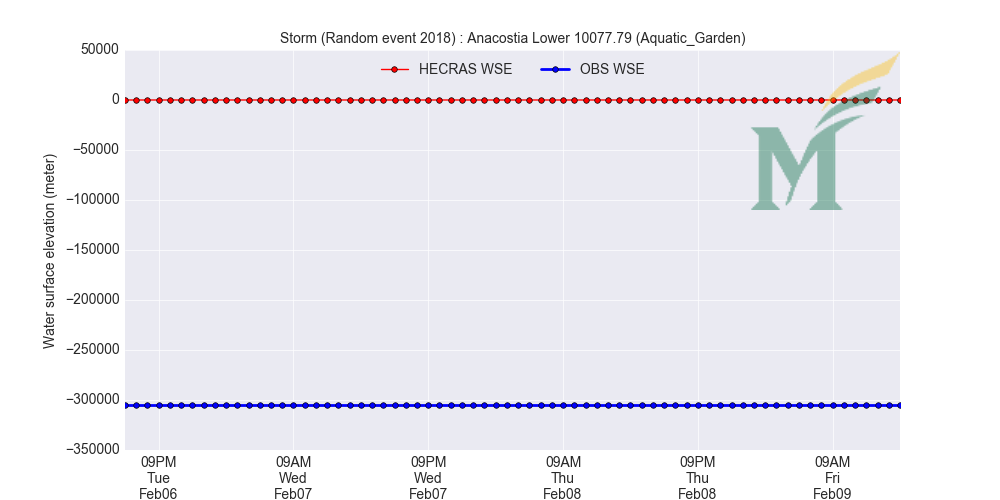 Storm (Random event 2018) : Anacostia Lower 10077.79 (Aquatic_Garden)
HECRAS WSE
OBS WSE
Water surface elevation (meter)
50000
0
−50000
−100000
−150000
−200000
−250000
−300000
−350000
09PM
Tue
Feb06
09AM
Wed
Feb07
09PM
Wed
Feb07
09AM
Thu
Feb08
09PM
Thu
Feb08
09AM
Fri
Feb09
M